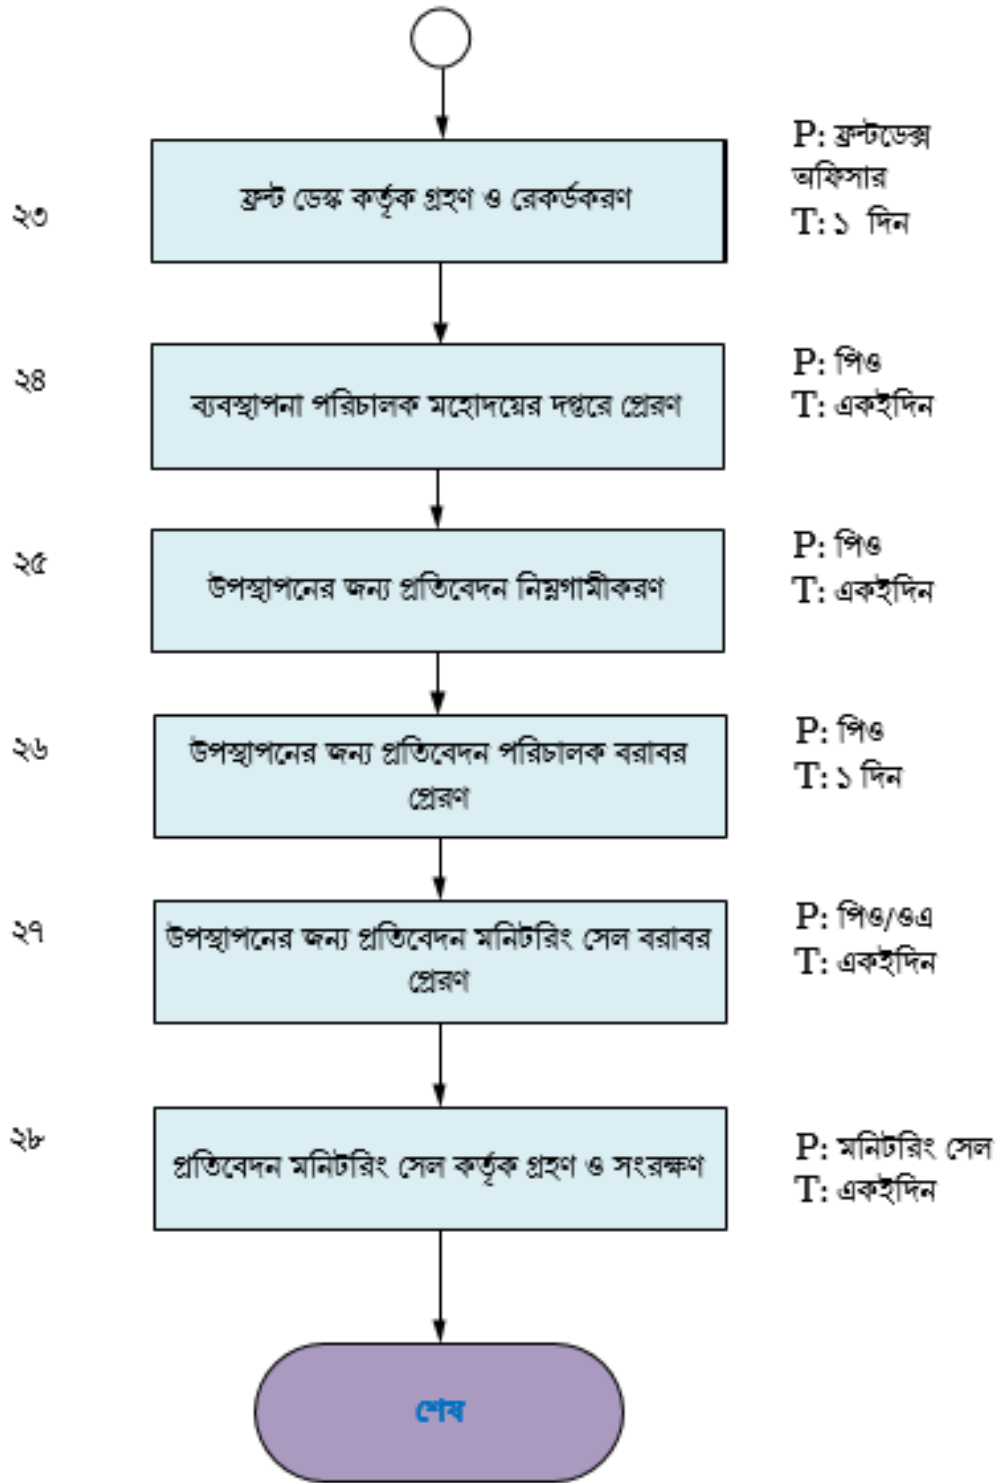 ২৩
ফ্রন্ট ডেস্ক কর্তৃক গ্রহণ ও রেকর্ডকরণ
P: ফ্রন্টডেক্স
অফিসার
T: ১ দিন
২৪
ব্যবস্থাপনা পরিচালক মহোদয়ের দপ্তরে প্রেরণ
P: পিও
T: একইদিন
২৫
উপস্থাপনের জন্য প্রতিবেদন নিম্নগামীকরণ
P: পিও
T: একইদিন
২৬
উপস্থাপনের জন্য প্রতিবেদন পরিচালক বরাবর
প্রেরণ
P: পিও
T: ১ দিন
২৭
উপস্থাপনের জন্য প্রতিবেদন মনিটরিং সেল বরাবর
প্রেরণ
P: পিও/ওএ
T: একইদিন
২৮
প্রতিবেদন মনিটরিং সেল কর্তৃক গ্রহণ ও সংরক্ষণ
P: মনিটরিং সেল
T: একইদিন
শেষ